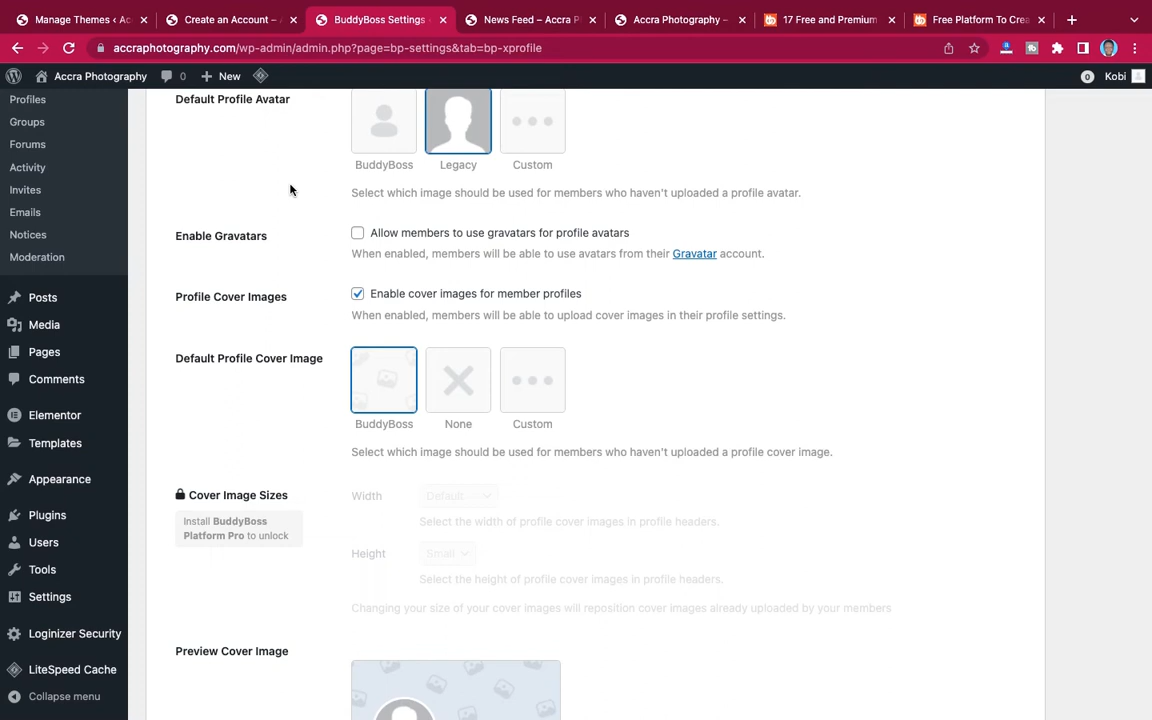 Manage Themes ‹ Ac
Create an Account –
BuddyBoss Settings
News Feed – Accra P
Accra Photography –
17 Free and Premium
Free Platform To Crea
accraphotography.com/wp-admin/admin.php?page=bp-settings&tab=bp-xprofile
Accra Photography
0
New
0
Kobi
Profiles
Groups
Forums
Activity
Invites
Emails
Notices
Moderation
Posts
Media
Pages
Comments
Elementor
Templates
Appearance
Plugins
Users
Tools
Settings
Loginizer Security
LiteSpeed Cache
Collapse menu
Default Profile Avatar
BuddyBoss
Legacy
Custom
Select which image should be used for members who haven't uploaded a profile avatar.
Enable Gravatars
Allow members to use gravatars for profile avatars
When enabled, members will be able to use avatars from their Gravatar account.
Profile Cover Images
Enable cover images for member profiles
When enabled, members will be able to upload cover images in their profile settings.
Default Profile Cover Image
BuddyBoss
None
Custom
Select which image should be used for members who haven't uploaded a profile cover image.
Cover Image Sizes
Install BuddyBoss
Platform Pro to unlock
Width
Default
Select the width of profile cover images in profile headers.
Height
Small
Select the height of profile cover images in profile headers.
Changing your size of your cover images will reposition cover images already uploaded by your members
Preview Cover Image